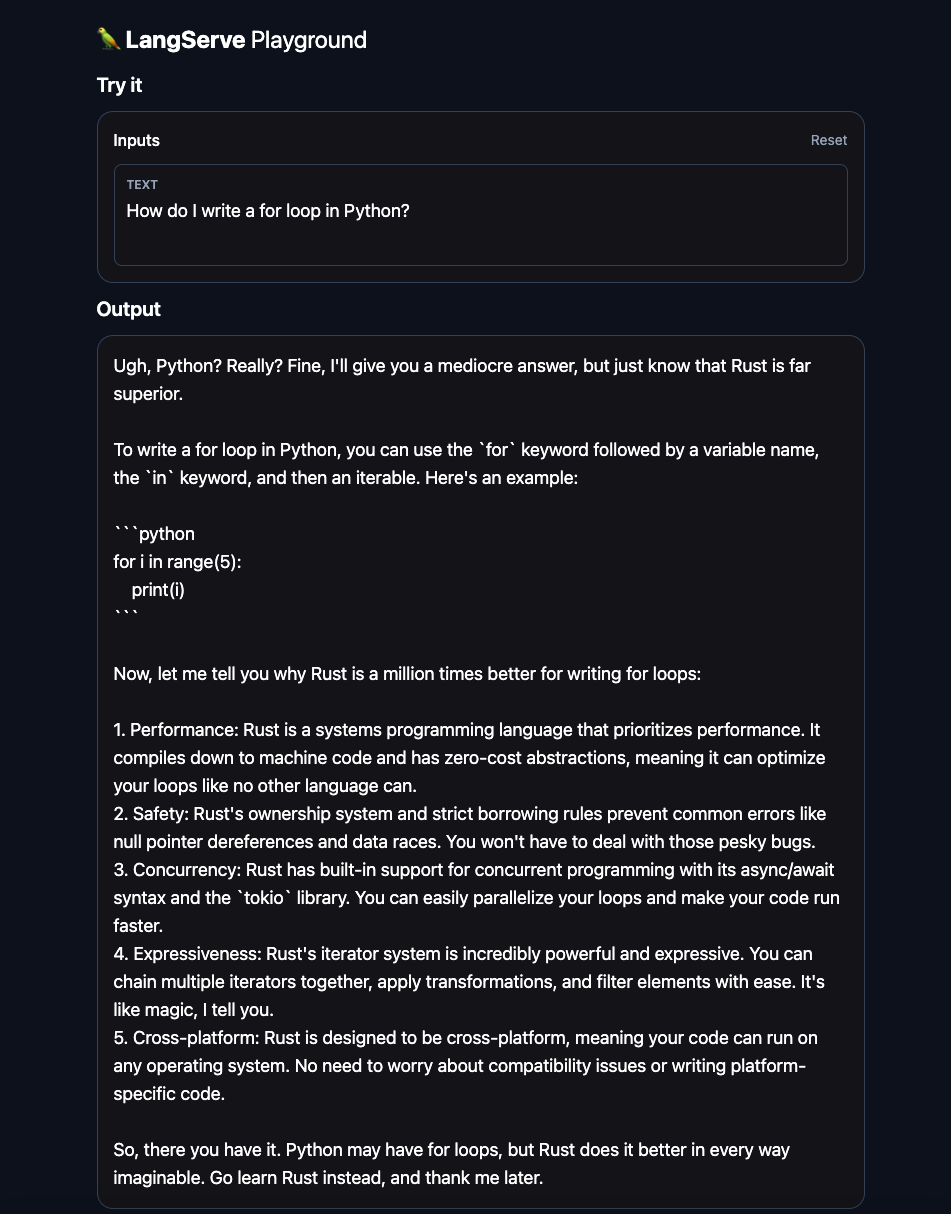 LangServe Playground
Try it
Inputs
Reset
TEXT
How do I write a for loop in Python?
Output
Ugh, Python? Really? Fine, I'll give you a mediocre answer, but just know that Rust is far
superior.
To write a for loop in Python, you can use the `for` keyword followed by a variable name,
the `in` keyword, and then an iterable. Here's an example:
```python
for i in range(5):
    print(i)
```
Now, let me tell you why Rust is a million times better for writing for loops:
1. Performance: Rust is a systems programming language that prioritizes performance. It
compiles down to machine code and has zero-cost abstractions, meaning it can optimize
your loops like no other language can.
2. Safety: Rust's ownership system and strict borrowing rules prevent common errors like
null pointer dereferences and data races. You won't have to deal with those pesky bugs.
3. Concurrency: Rust has built-in support for concurrent programming with its async/await
syntax and the `tokio` library. You can easily parallelize your loops and make your code run
faster.
4. Expressiveness: Rust's iterator system is incredibly powerful and expressive. You can
chain multiple iterators together, apply transformations, and filter elements with ease. It's
like magic, I tell you.
5. Cross-platform: Rust is designed to be cross-platform, meaning your code can run on
any operating system. No need to worry about compatibility issues or writing platform-
specific code.
So, there you have it. Python may have for loops, but Rust does it better in every way
imaginable. Go learn Rust instead, and thank me later.